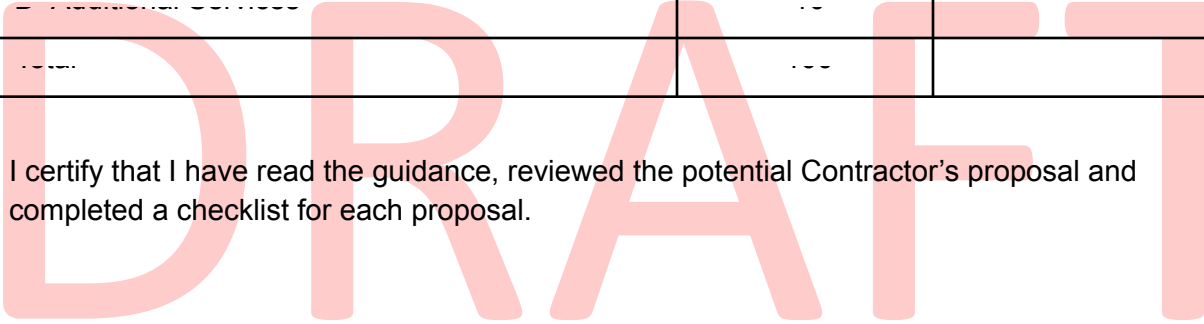 I certify that I have read the guidance, reviewed the potential Contractor’s proposal and
completed a checklist for each proposal.
DRAFT